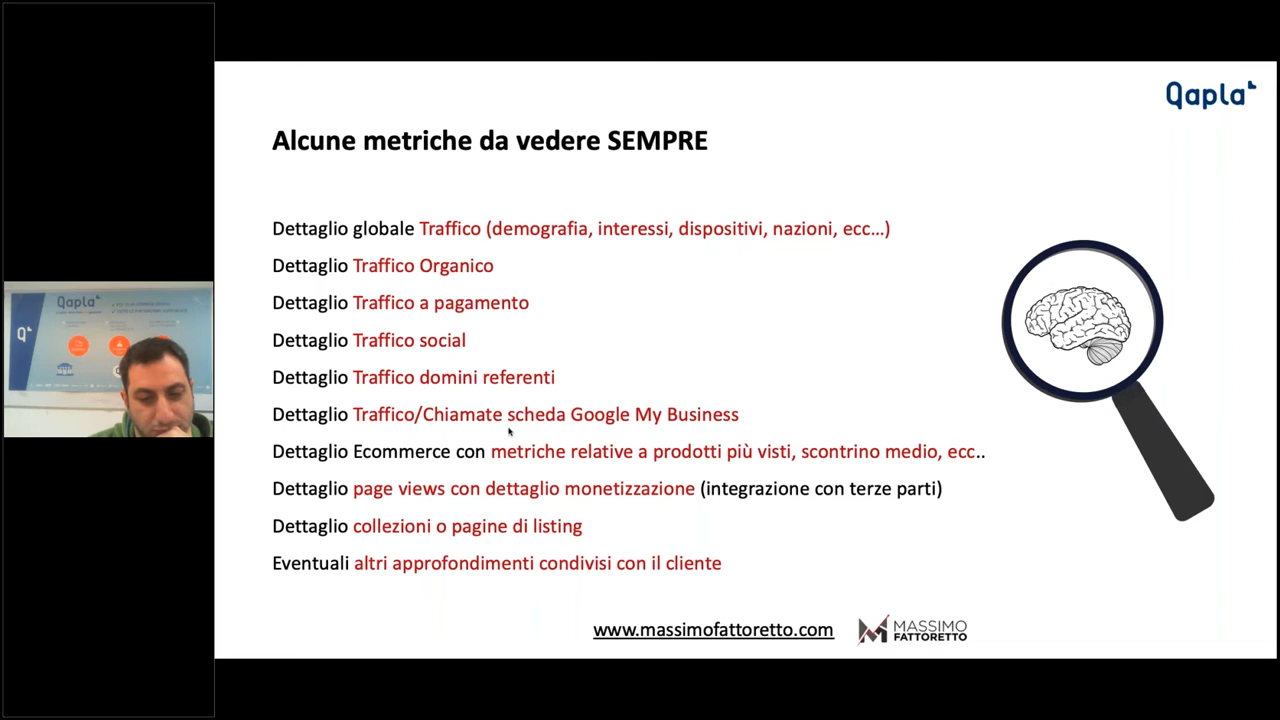 Qapla'
Alcune metriche da vedere SEMPRE
Dettaglio globale Traffico (demografia, interessi, dispositivi, nazioni, ecc...)
Dettaglio Traffico Organico
Dettaglio Traffico a pagamento
Dettaglio Traffico social
Dettaglio Traffico domini referenti
Dettaglio Traffico/Chiamate scheda Google My Business
Dettaglio Ecommerce con metriche relative a prodotti più visti, scontrino medio, ecc..
Dettaglio page views con dettaglio monetizzazione (integrazione con terze parti)
Dettaglio collezioni o pagine di listing
Eventuali altri approfondimenti condivisi con il cliente
www.massimofattoretto.com
MASSIMO
FATTORETTO
Qapla'